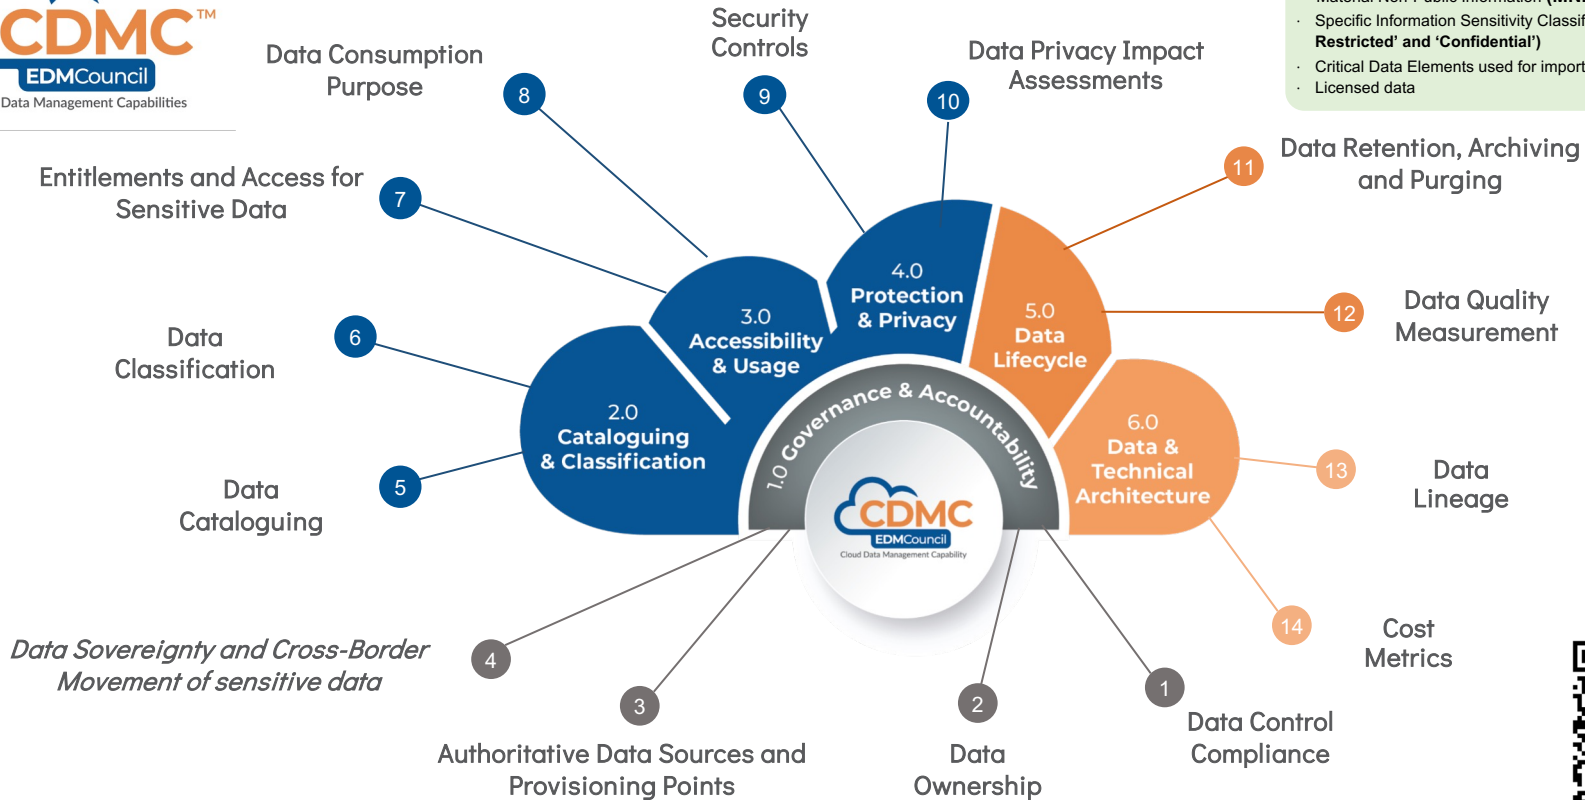 CDMC™
EDMCouncil
Data Management Capabilities
Material Non-Public Information
Specific Information Sensitivity
Restricted’ and ‘Confidential’)
Critical Data Elements used for
Licensed data
Data Consumption
Purpose
8
Security
Controls
9
Data Privacy Impact
Assessments
10
Entitlements and Access for
Sensitive Data
7
11
Data Retention, Archiving
and Purging
Data
Classification
6
12
Data Quality
Measurement
Data
Cataloguing
5
13
Data
Lineage
2.0
Cataloguing
& Classification
3.0
Accessibility
& Usage
4.0
Protection
& Privacy
5.0
Data
Lifecycle
6.0
Data &
Technical
Architecture
1.0 Governance & Accountability
CDMC
EDMCouncil
Cloud Data Management Capability
14
Cost
Metrics
Data Sovereignty and Cross-Border
Movement of sensitive data
4
3
Authoritative Data Sources and
Provisioning Points
2
Data
Ownership
1
Data Control
Compliance